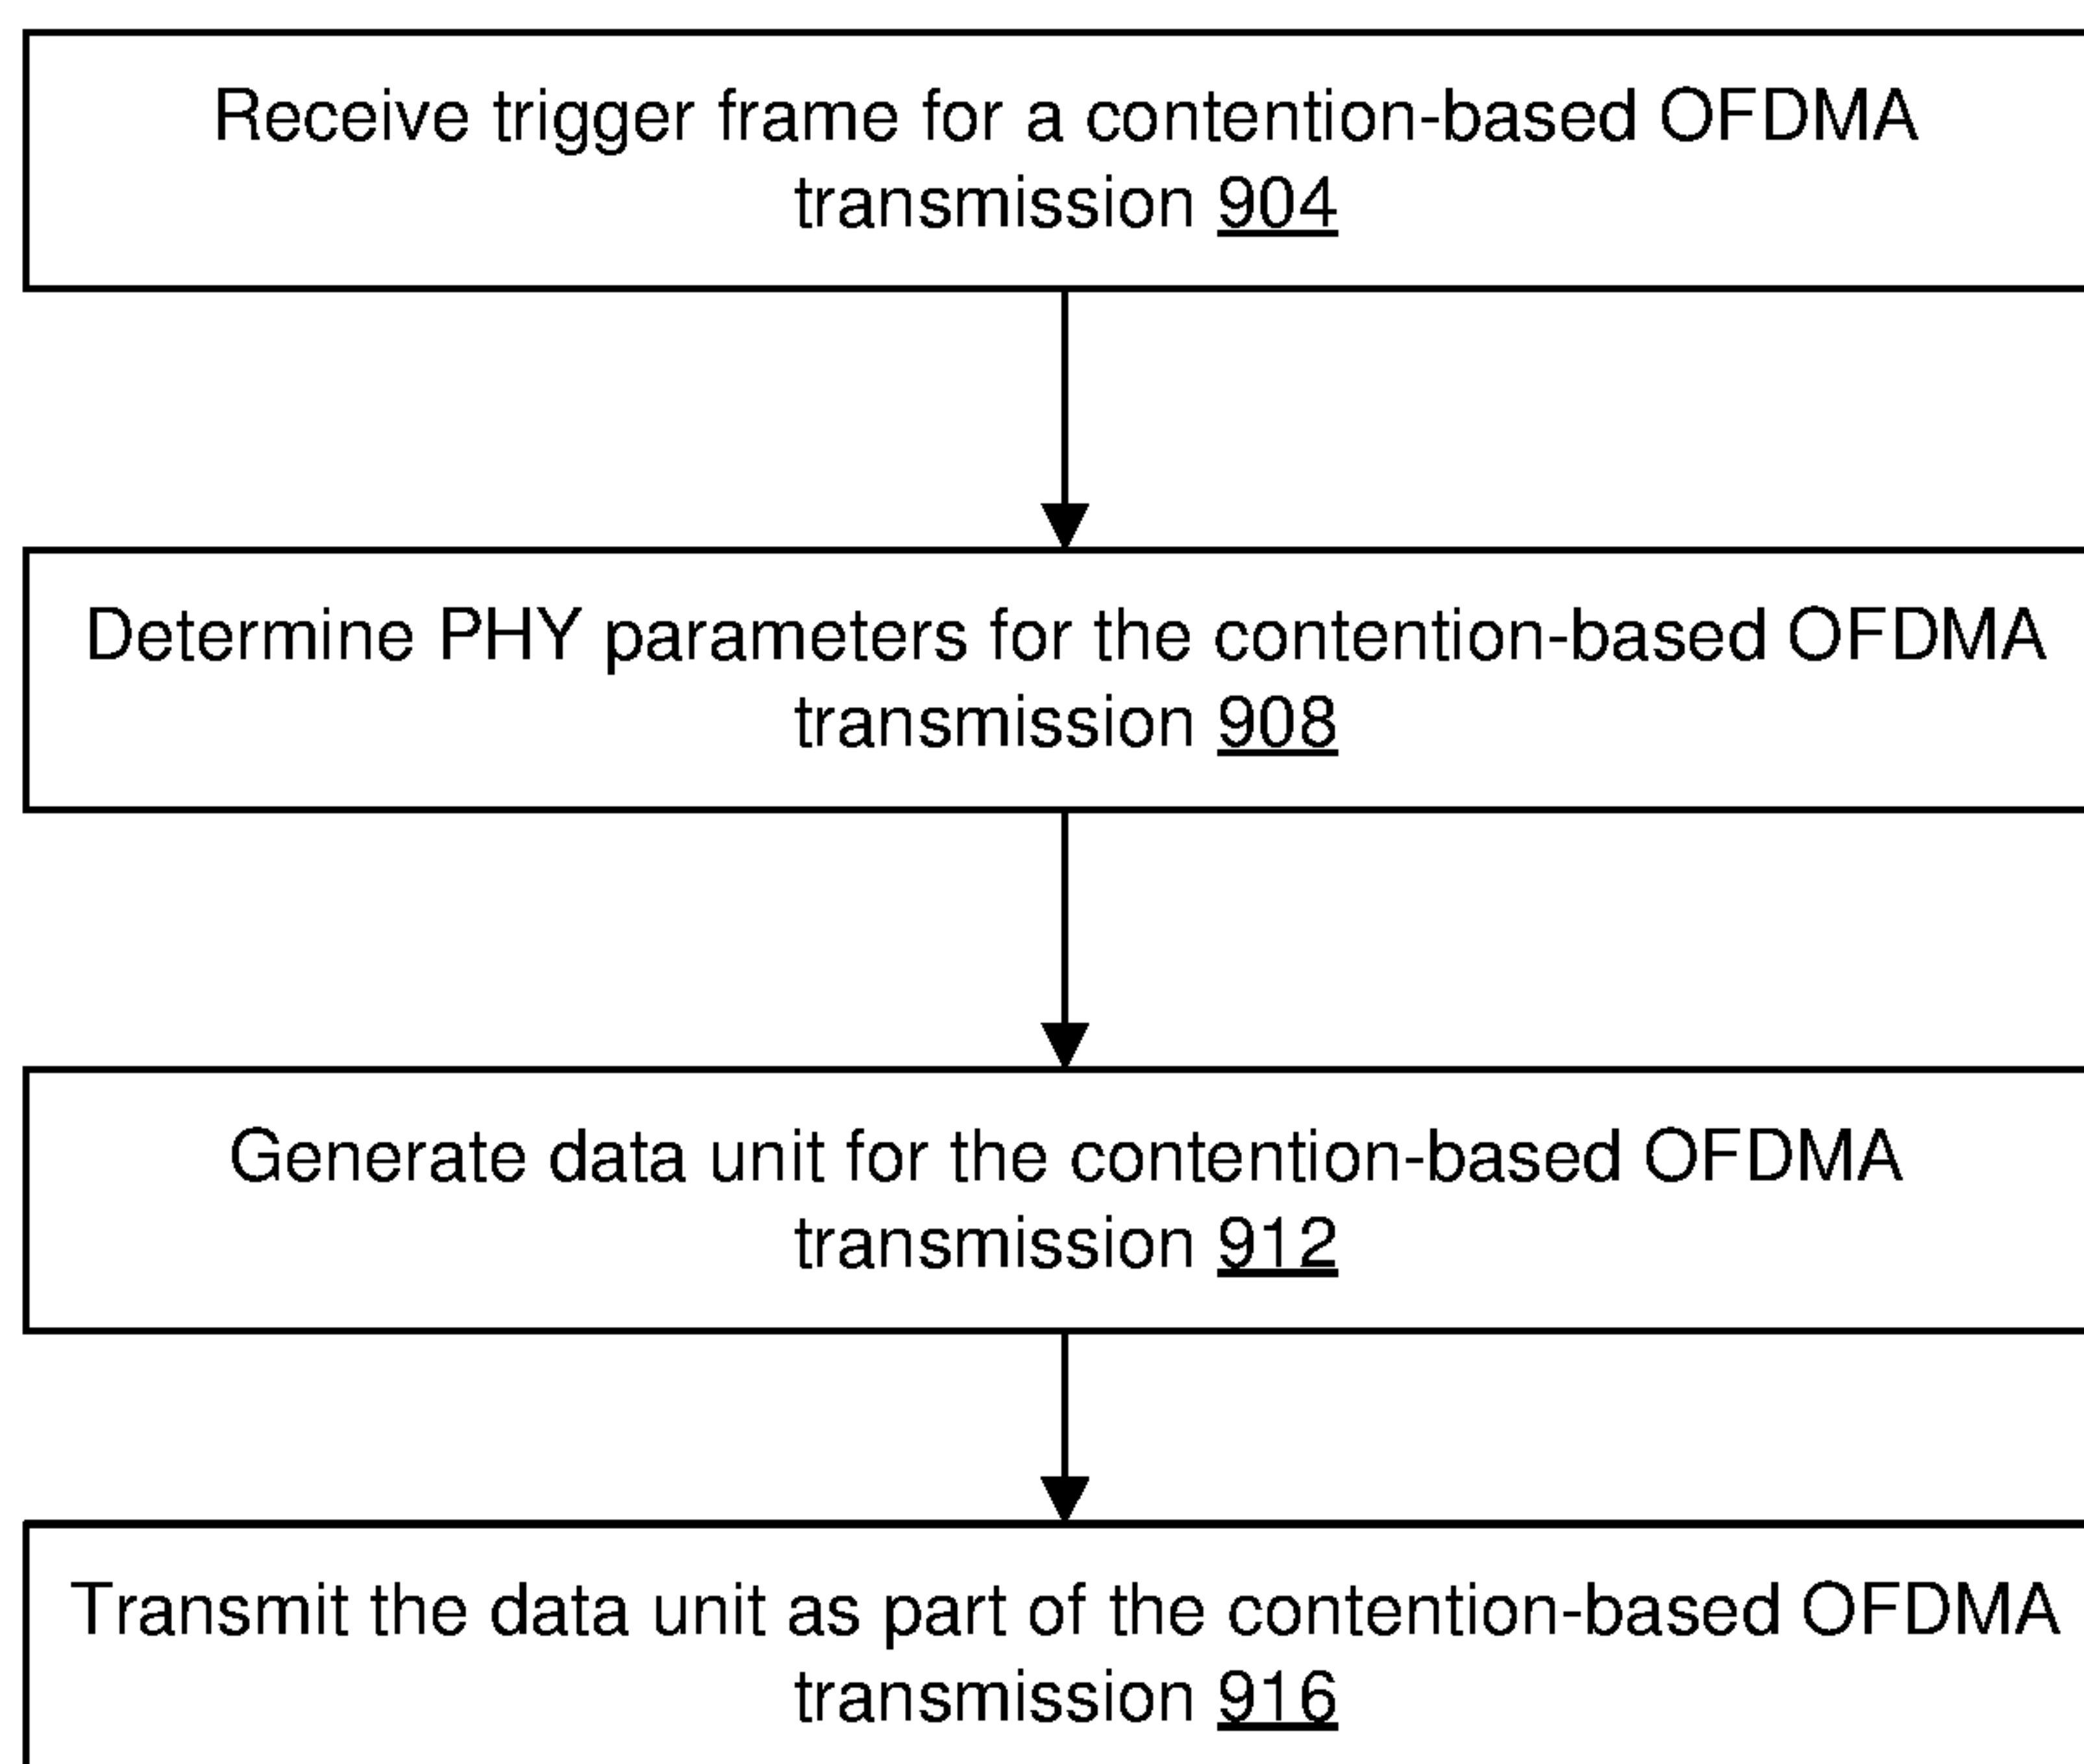 Receive trigger frame for a contention-based OFDMA
transmission 904
Determine PHY parameters for the contention-based OFDMA
transmission 908
Generate data unit for the contention-based OFDMA
transmission 912
Transmit the data unit as part of the contention-based OFDMA
transmission 916